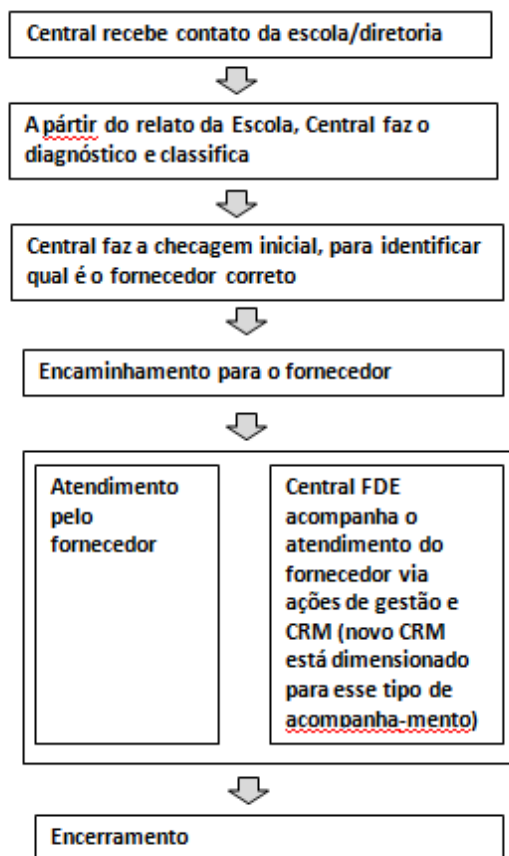 Central recebe contato da escola/diretoria
A pártir do relato da Escola, Central faz o
diagnóstico e classifica
Central faz a checagem inicial, para identificar
qual é o fornecedor correto
Encaminhamento para o fornecedor
Atendimento
pelo
fornecedor
Central FDE
acompanha o
atendimento do
fornecedor via
ações de gestão e
CRM (novo CRM
está dimensionado
para esse tipo de
acompanha-mento)
Encerramento